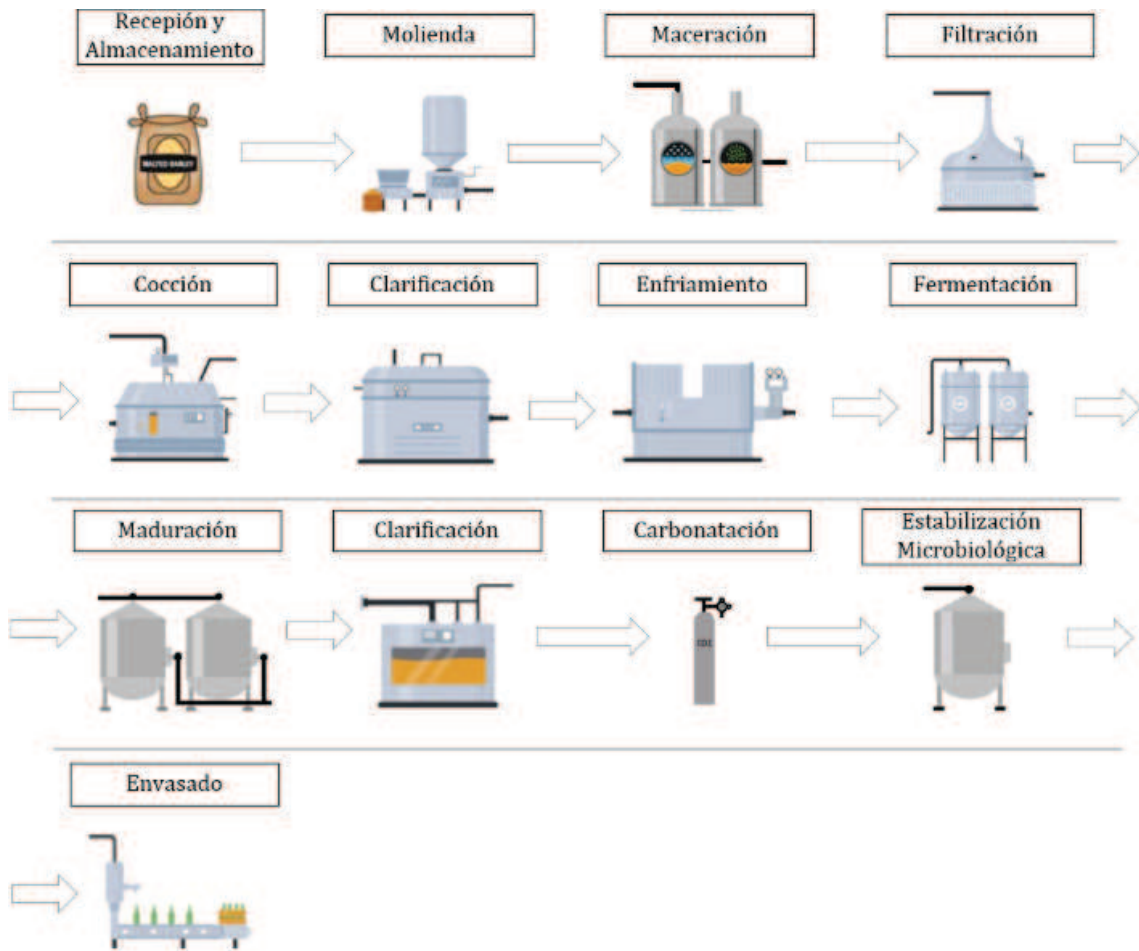 Recepión y
Almacenamiento
Molienda
Maceración
Filtración
MALTED BARLEY
Cocción
Clarificación
Enfriamiento
Fermentación
Maduración
Clarificación
Carbonatación
Estabilización
Microbiológica
Envasado